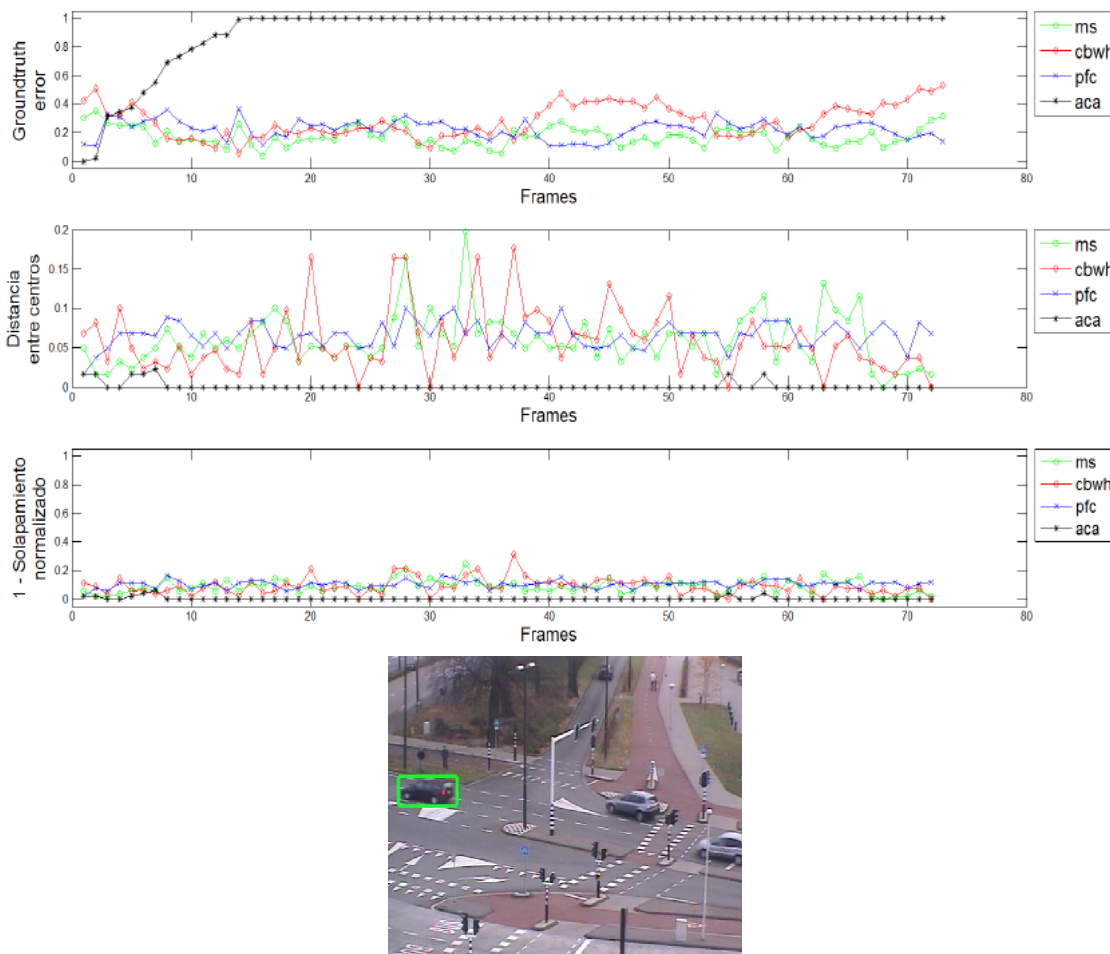 Groundtruth
error
1
0.8
0.6
0.4
0.2
0
0 10 20 30 40 50 60 70 80
Frames
ms
cbwh
pfc
aca
Distancia
entre centros
0.2
0.15
0.1
0.05
0
0 10 20 30 40 50 60 70 80
Frames
ms
cbwh
pfc
aca
1 - Solapamiento
normalizado
1
0.8
0.6
0.4
0.2
0
0 10 20 30 40 50 60 70 80
Frames
ms
cbwh
pfc
aca